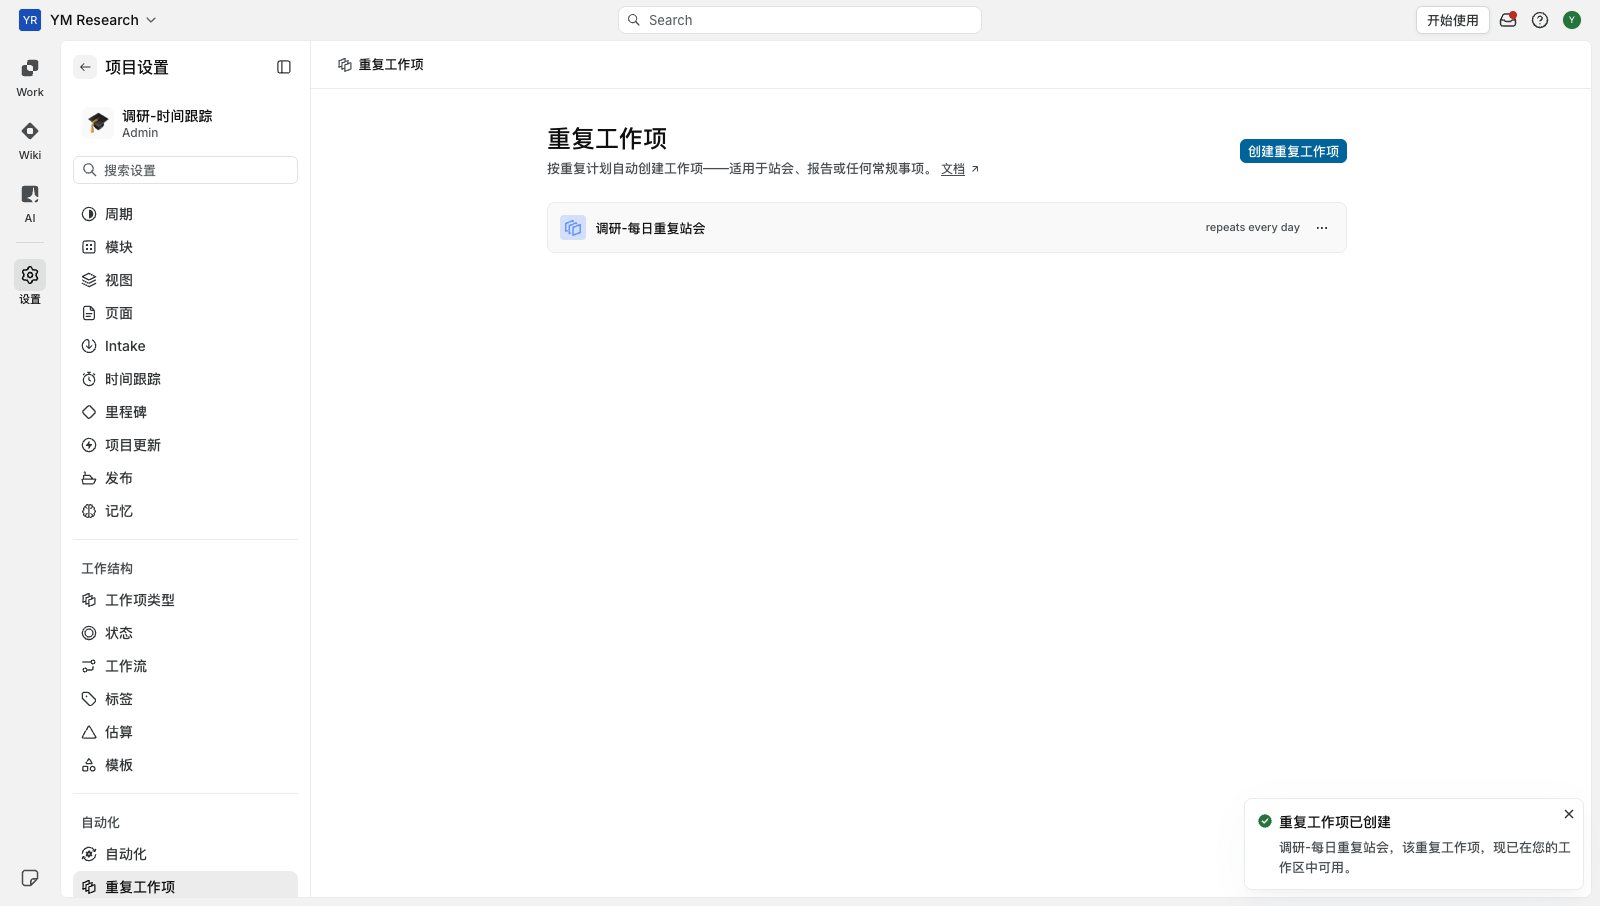 YR YM Research
Search
开始使用
Y
Work
Wiki
AI
设置
项目设置
调研-时间跟踪
Admin
搜索设置
周期
模块
视图
页面
Intake
时间跟踪
里程碑
项目更新
发布
记忆
工作结构
工作项类型
状态
工作流
标签
估算
模板
自动化
自动化
重复工作项
重复工作项
重复工作项
按重复计划自动创建工作项——适用于站会、报告或任何常规事项。 文档
创建重复工作项
调研-每日重复站会
repeats every day
重复工作项已创建
调研-每日重复站会，该重复工作项，现已在您的工
作区中可用。